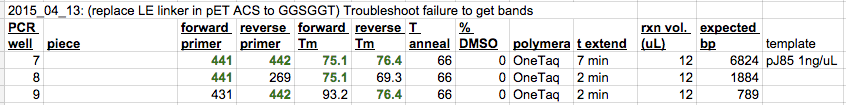 2015_04_13: (replace LE linker in pET ACS to GGSGGT) Troubleshoot failure to get bands
PCR forward reverse forward reverse T % rxn vol. expected
well piece primer primer Tm Tm anneal DMSO polymera t extend (uL) bp template
7 441 442 75.1 76.4 66 0 OneTaq 7 min 12 6824 pJ85 1ng/uL
8 441 269 75.1 69.3 66 0 OneTaq 2 min 12 1884
9 431 442 93.2 76.4 66 0 OneTaq 2 min 12 789